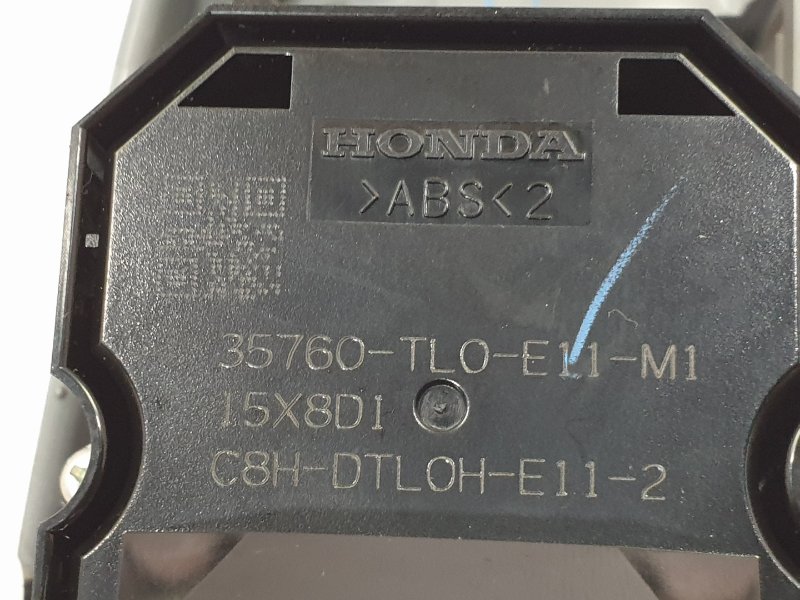 HONDA
>ABS<2
35760-TL0-E11-M1
15X8D1
C8H-DTL0H-E11-2